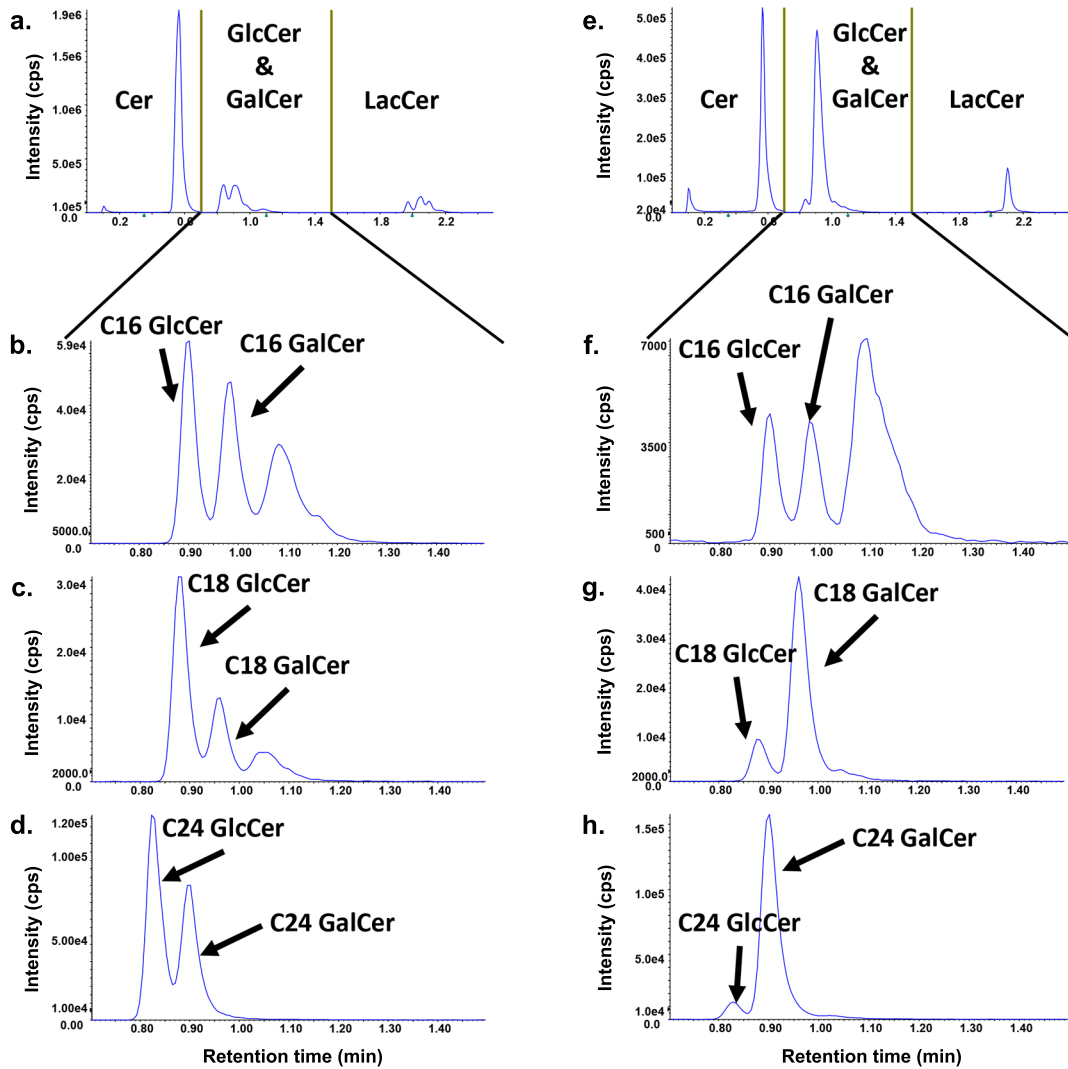 a.
Intensity (cps)
1.9e6
1.5e6
1.0e6
5.0e5
1.0e5
0.0
Cer
GlcCer
&
GalCer
LacCer
0.2 0.6 1.0 1.4 1.8 2.2
b.
Intensity (cps)
5.9e4
4.0e4
2.0e4
5000.0
0.0
C16 GlcCer
C16 GalCer
0.80 0.90 1.00 1.10 1.20 1.30 1.40
c.
Intensity (cps)
3.0e4
2.0e4
1.0e4
2000.0
0.0
C18 GlcCer
C18 GalCer
0.80 0.90 1.00 1.10 1.20 1.30 1.40
d.
Intensity (cps)
1.20e5
1.00e5
5.00e4
1.00e4
0.00
C24 GlcCer
C24 GalCer
0.80 0.90 1.00 1.10 1.20 1.30 1.40
Retention time (min)
e.
Intensity (cps)
5.0e5
4.0e5
3.0e5
2.0e5
1.0e5
2.0e4
0.0
Cer
GlcCer
&
GalCer
LacCer
0.2 0.6 1.0 1.4 1.8 2.2
f.
Intensity (cps)
7000
3500
500
0
C16 GalCer
C16 GlcCer
0.80 0.90 1.00 1.10 1.20 1.30 1.40
g.
Intensity (cps)
4.0e4
3.0e4
2.0e4
1.0e4
2000.0
0.0
C18 GalCer
C18 GlcCer
0.80 0.90 1.00 1.10 1.20 1.30 1.40
h.
Intensity (cps)
1.5e5
1.0e5
5.0e4
1.0e4
0.0
C24 GalCer
C24 GlcCer
0.80 0.90 1.00 1.10 1.20 1.30 1.40
Retention time (min)